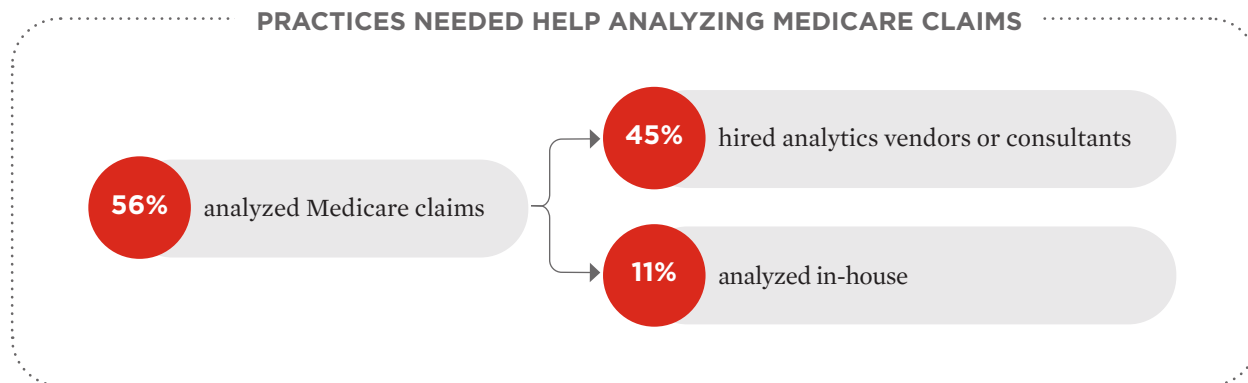 PRACTICES NEEDED HELP ANALYZING MEDICARE CLAIMS
56% analyzed Medicare claims
45% hired analytics vendors or consultants
11% analyzed in-house